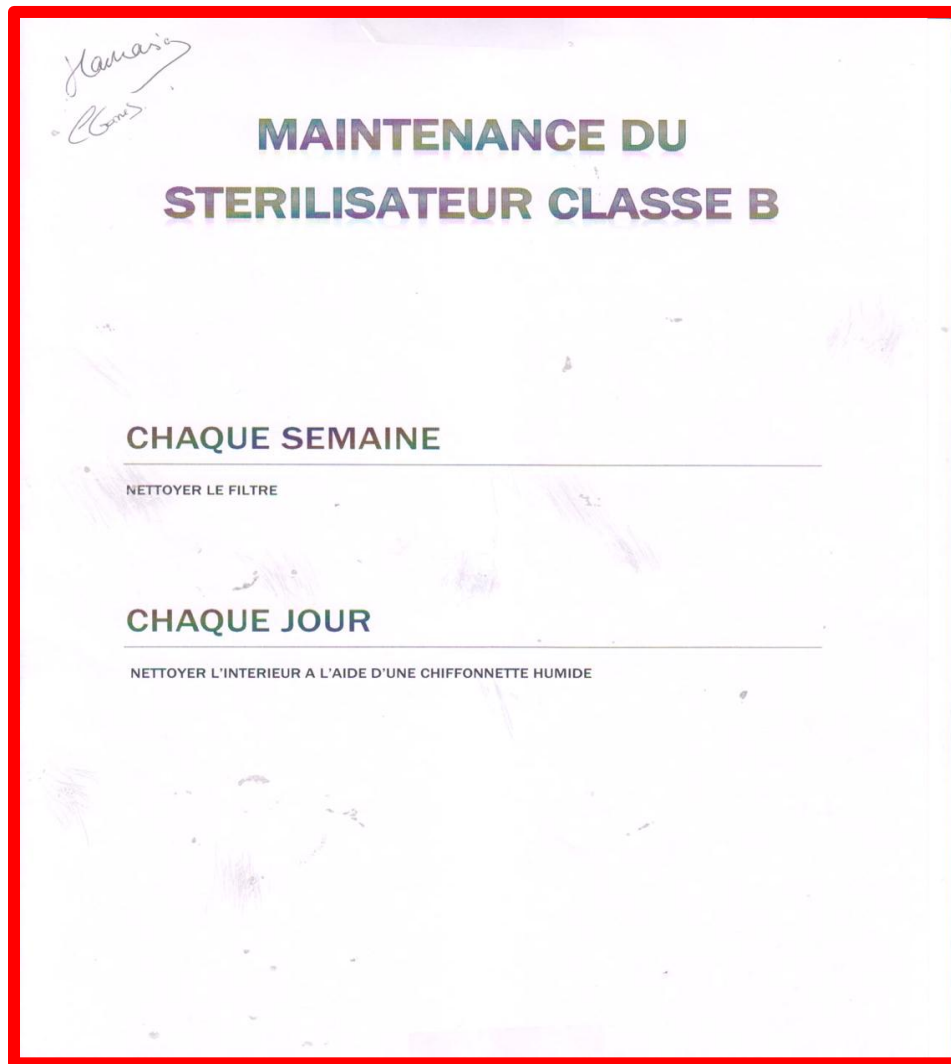 MAINTENANCE DU
STERILISATEUR CLASSE B
CHAQUE SEMAINE
NETTOYER LE FILTRE
CHAQUE JOUR
NETTOYER L'INTERIEUR A L'AIDE D'UNE CHIFFONNETTE HUMIDE